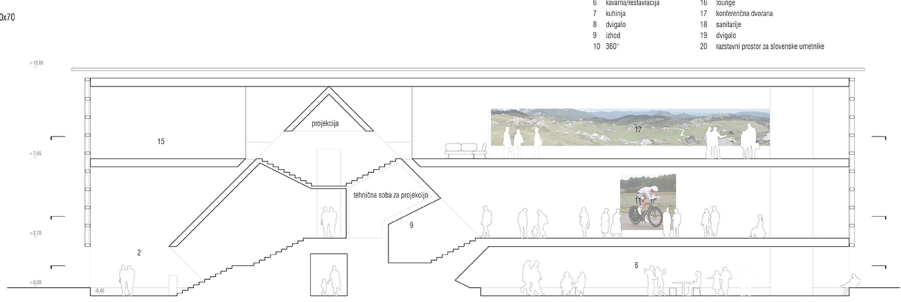 0x70
6 kavarna/restavracija
7 kuhinja
8 dvigalo
9 izhod
10 360°
16 lounge
17 konferenčna dvorana
18 sanitarije
19 dvigalo
20 razstavni prostor za slovenske umetnike
+12,00
projekcija
17
15
+7,05
tehnična soba za projekcijo
9
+2,70
2
6
+0,00
-0,65